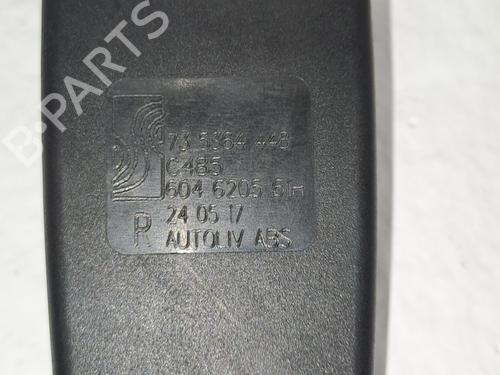 B-PARTS
73 5364 448
C485
604 6205 51H
24 05 17
R AUTOLIV ABS